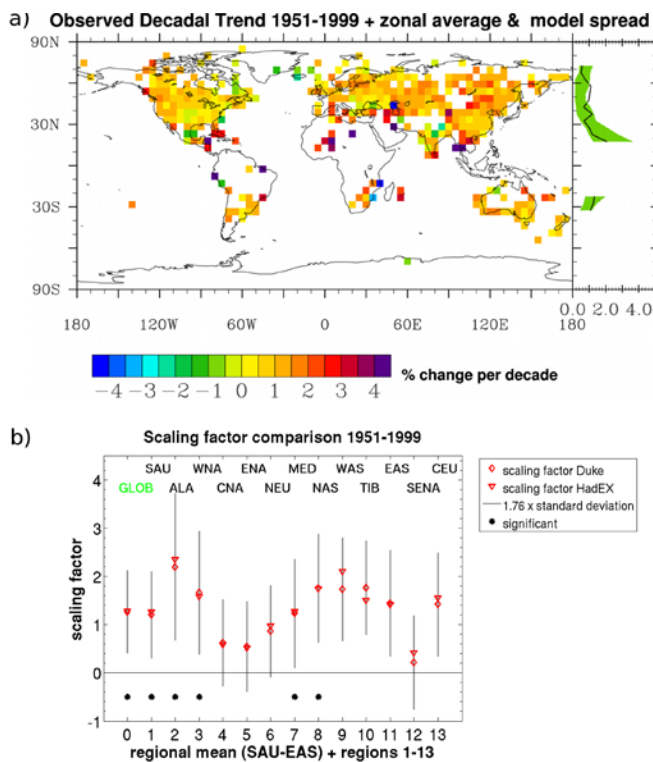 a) Observed Decadal Trend 1951-1999 + zonal average & model spread
90N
30N
30S
90S
180 120W 60W 0 60E 120E 180 0.0 2.0 4.0
-4 -3 -2 -1 0 1 2 3 4 % change per decade
b) Scaling factor comparison 1951-1999
SAU WNA ENA MED WAS EAS CEU
GLOB ALA CNA NEU NAS TIB SENA
scaling factor Duke
scaling factor HadEX
1.76 x standard deviation
significant
scaling factor
4
3
2
1
0
-1
0 1 2 3 4 5 6 7 8 9 10 11 12 13
regional mean (SAU-EAS) + regions 1-13